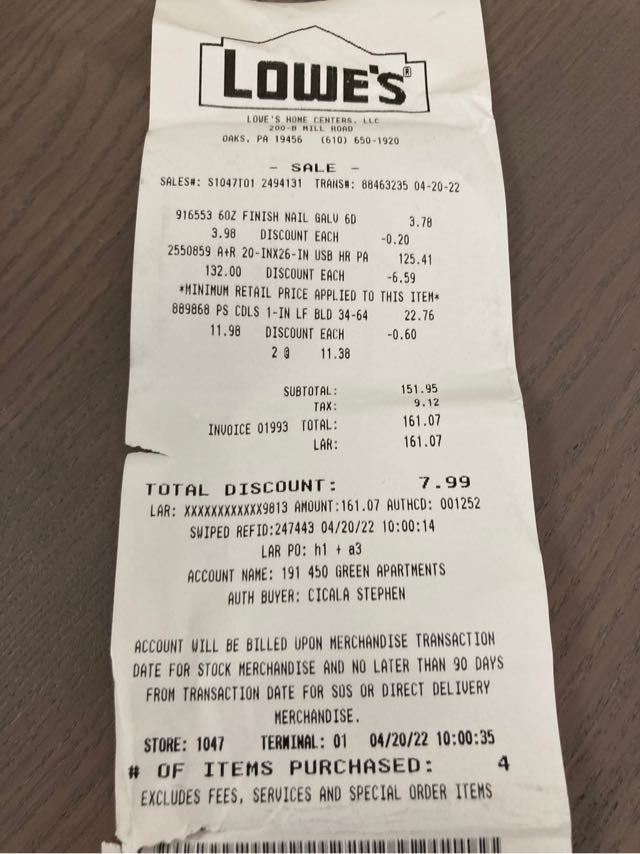 LOWE'S®
LOWE'S HOME CENTERS, LLC
200-B MILL ROAD
OAKS, PA 19456 (610) 650-1920
- SALE -
SALES#: S1047T01 2494131 TRANS#: 88463235 04-20-22
916553 6OZ FINISH NAIL GALV 6D 3.78
3.98 DISCOUNT EACH -0.20
2550859 A+R 20-INX26-IN USB HR PA 125.41
132.00 DISCOUNT EACH -6.59
*MINIMUM RETAIL PRICE APPLIED TO THIS ITEM*
889868 PS CDLS 1-IN LF BLD 34-64 22.76
11.98 DISCOUNT EACH -0.60
2 @ 11.38
SUBTOTAL: 151.95
TAX: 9.12
INVOICE 01993 TOTAL: 161.07
LAR: 161.07
TOTAL DISCOUNT: 7.99
LAR: XXXXXXXXXXXX9813 AMOUNT:161.07 AUTHCD: 001252
SWIPED REFID:247443 04/20/22 10:00:14
LAR PO: h1 + a3
ACCOUNT NAME: 191 450 GREEN APARTMENTS
AUTH BUYER: CICALA STEPHEN
ACCOUNT WILL BE BILLED UPON MERCHANDISE TRANSACTION
DATE FOR STOCK MERCHANDISE AND NO LATER THAN 90 DAYS
FROM TRANSACTION DATE FOR SOS OR DIRECT DELIVERY
MERCHANDISE.
STORE: 1047 TERMINAL: 01 04/20/22 10:00:35
# OF ITEMS PURCHASED: 4
EXCLUDES FEES, SERVICES AND SPECIAL ORDER ITEMS